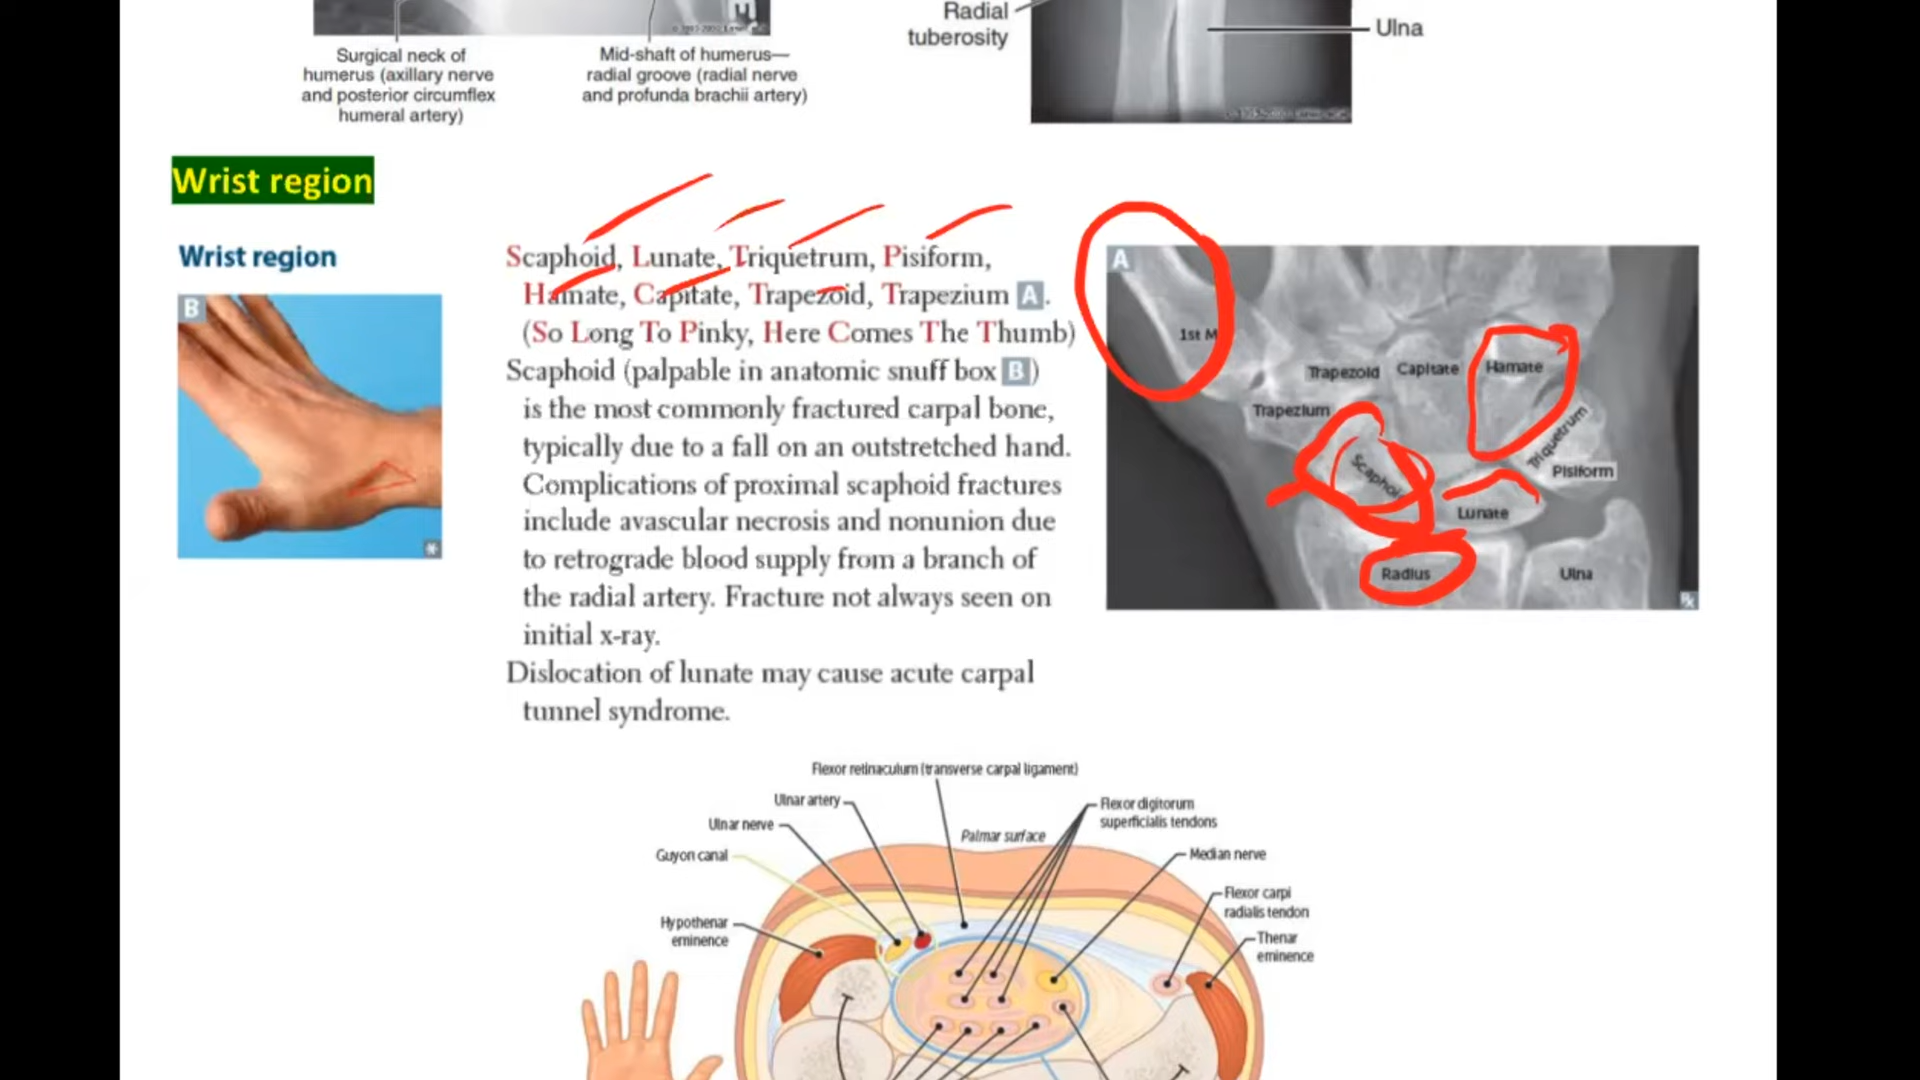 Surgical neck of
humerus (axillary nerve
and posterior circumflex
humeral artery)
Mid-shaft of humerus—
radial groove (radial nerve
and profunda brachii artery)
Radial
tuberosity
Ulna
Wrist region
Wrist region
B
Scaphoid, Lunate, Triquetrum, Pisiform,
Hamate, Capitate, Trapezoid, Trapezium A.
(So Long To Pinky, Here Comes The Thumb)
Scaphoid (palpable in anatomic snuff box B)
is the most commonly fractured carpal bone,
typically due to a fall on an outstretched hand.
Complications of proximal scaphoid fractures
include avascular necrosis and nonunion due
to retrograde blood supply from a branch of
the radial artery. Fracture not always seen on
initial x-ray.
Dislocation of lunate may cause acute carpal
tunnel syndrome.
A
1st M
Trapezoid
Capitate
Hamate
Trapezium
Triquetrum
Scaphoi
Pisiform
Lunate
Radius
Ulna
Rx
Flexor retinaculum (transverse carpal ligament)
Ulnar artery
Ulnar nerve
Guyon canal
Palmar surface
Flexor digitorum
superficialis tendons
Median nerve
Flexor carpi
radialis tendon
Hypothenar
eminence
Thenar
eminence